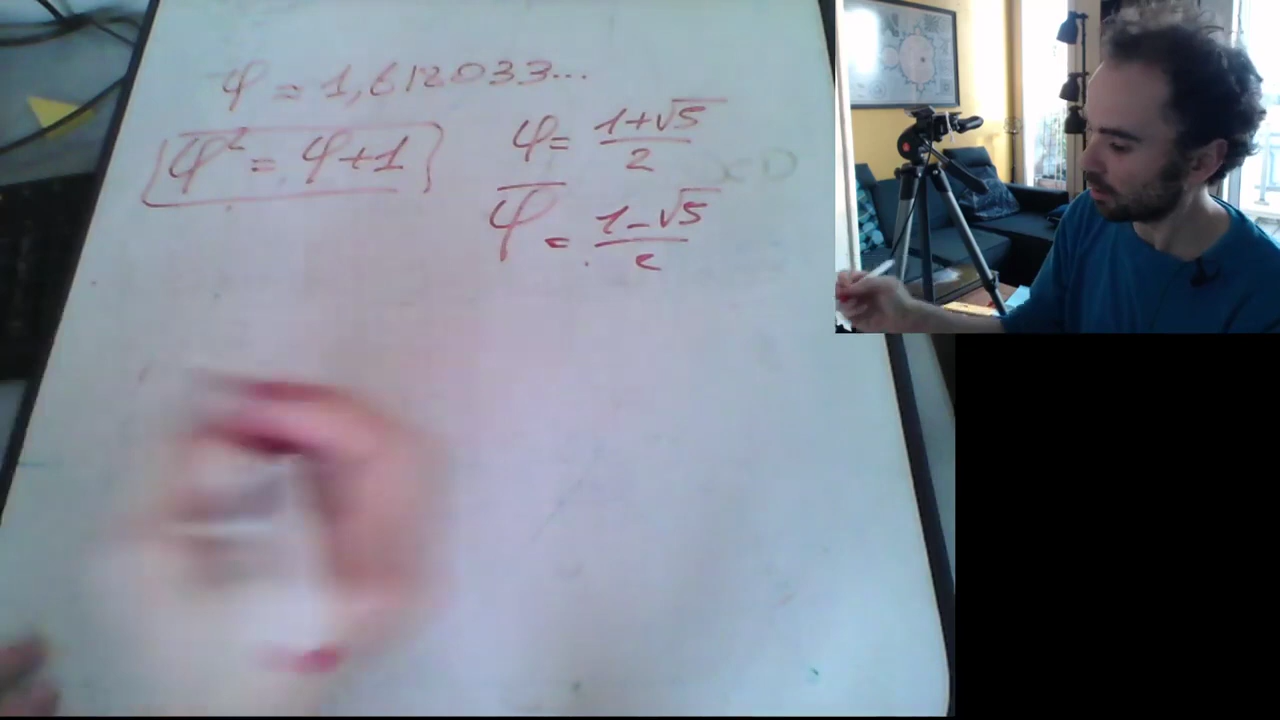 φ = 1,612033...
φ² = φ+1
φ = (1+√5)/2
φ̅ = (1-√5)/2